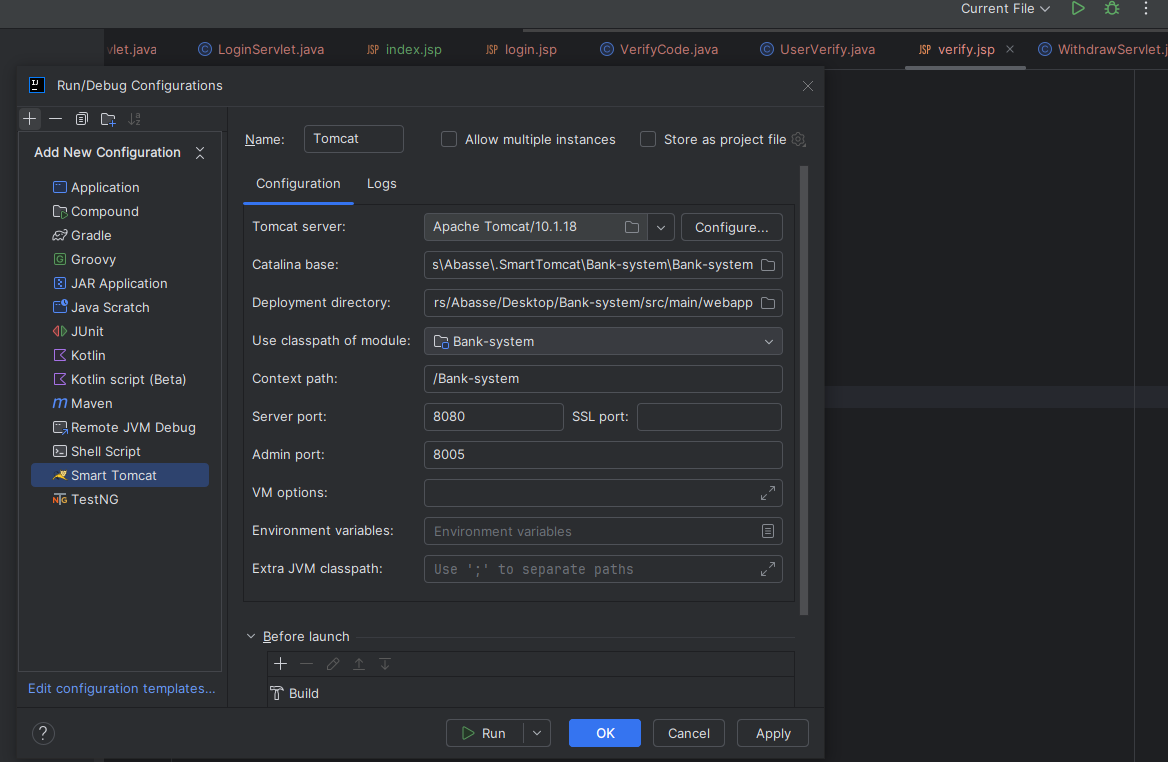 Current File
vlet.java
LoginServlet.java
JSP index.jsp
JSP login.jsp
VerifyCode.java
UserVerify.java
JSP verify.jsp
WithdrawServlet.j
Run/Debug Configurations
Add New Configuration
Application
Compound
Gradle
Groovy
JAR Application
Java Scratch
JUnit
Kotlin
Kotlin script (Beta)
Maven
Remote JVM Debug
Shell Script
Smart Tomcat
TestNG
Edit configuration templates...
Name: Tomcat
Allow multiple instances
Store as project file
Configuration
Logs
Tomcat server: Apache Tomcat/10.1.18 Configure...
Catalina base: s\Abasse\.SmartTomcat\Bank-system\Bank-system
Deployment directory: rs/Abasse/Desktop/Bank-system/src/main/webapp
Use classpath of module: Bank-system
Context path: /Bank-system
Server port: 8080 SSL port:
Admin port: 8005
VM options:
Environment variables: Environment variables
Extra JVM classpath: Use ';' to separate paths
Before launch
Build
?
Run
OK
Cancel
Apply